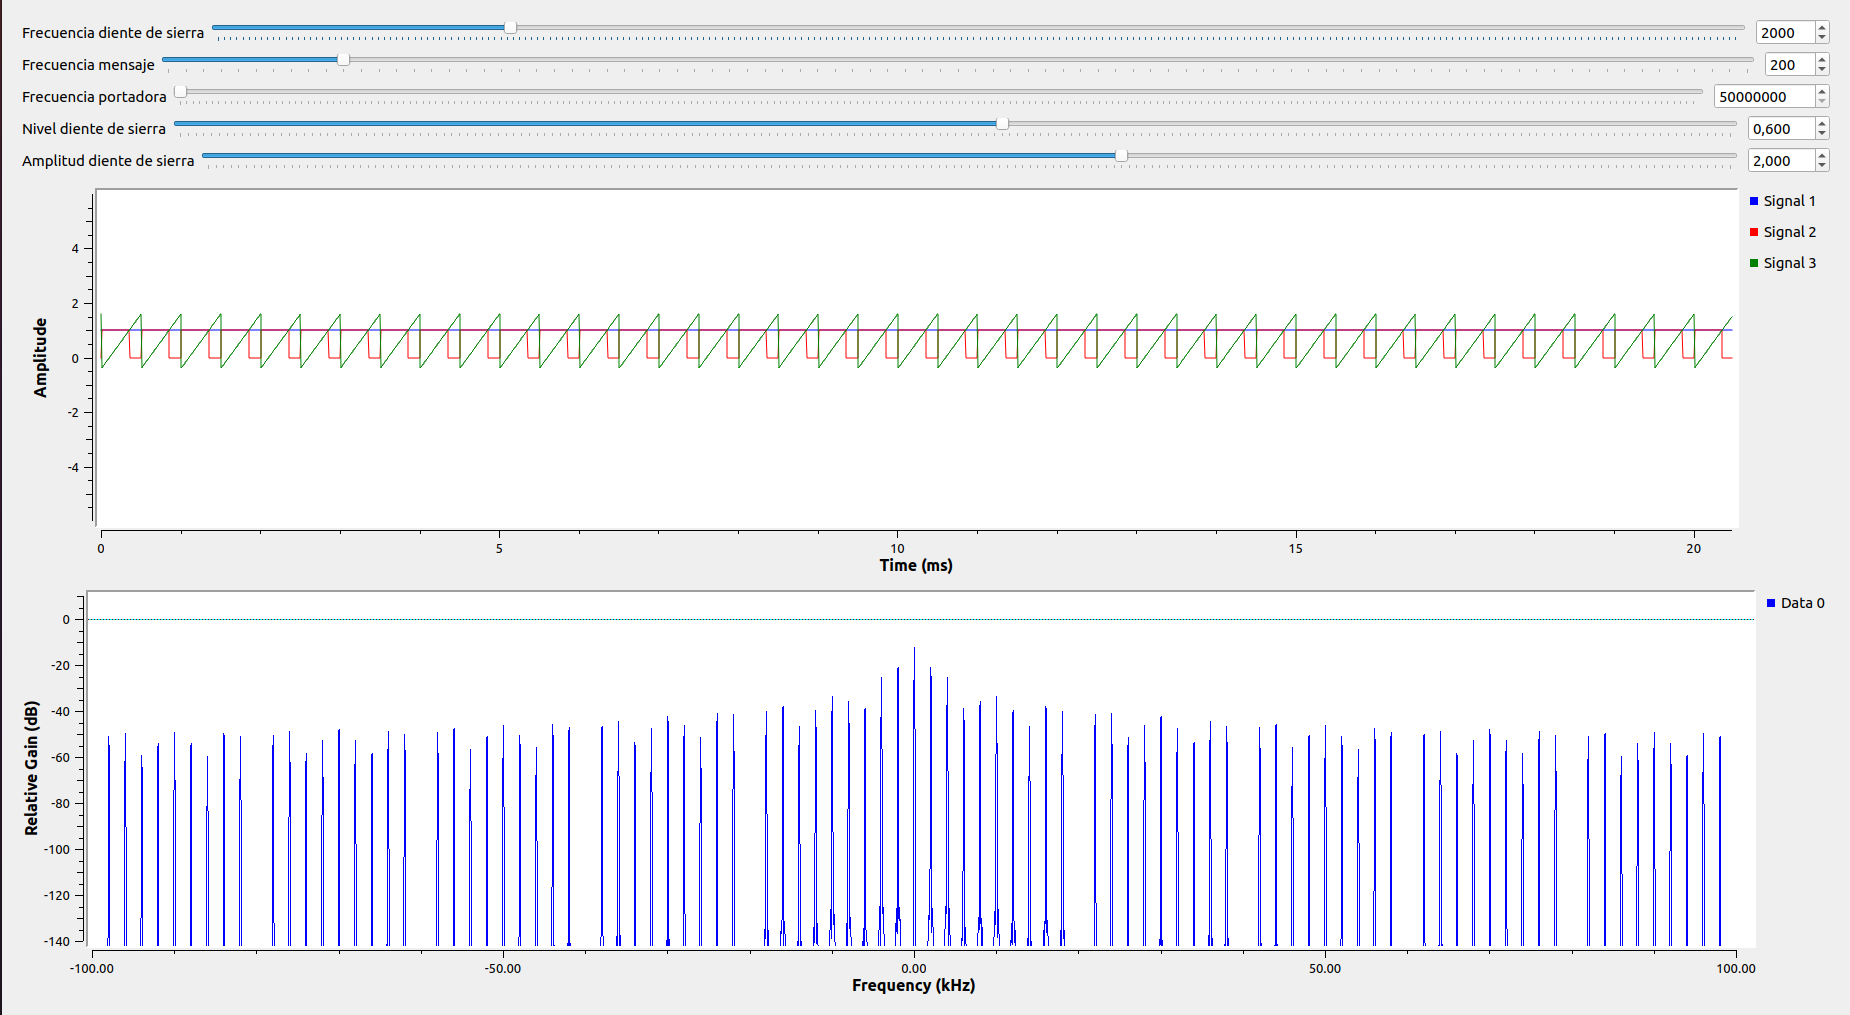 Frecuencia diente de sierra 2000
Frecuencia mensaje 200
Frecuencia portadora 50000000
Nivel diente de sierra 0,600
Amplitud diente de sierra 2,000
Signal 1
Signal 2
Signal 3
Amplitude
4
2
0
-2
-4
0 5 10 15 20
Time (ms)
Data 0
Relative Gain (dB)
0
-20
-40
-60
-80
-100
-120
-140
-100.00 -50.00 0.00 50.00 100.00
Frequency (kHz)